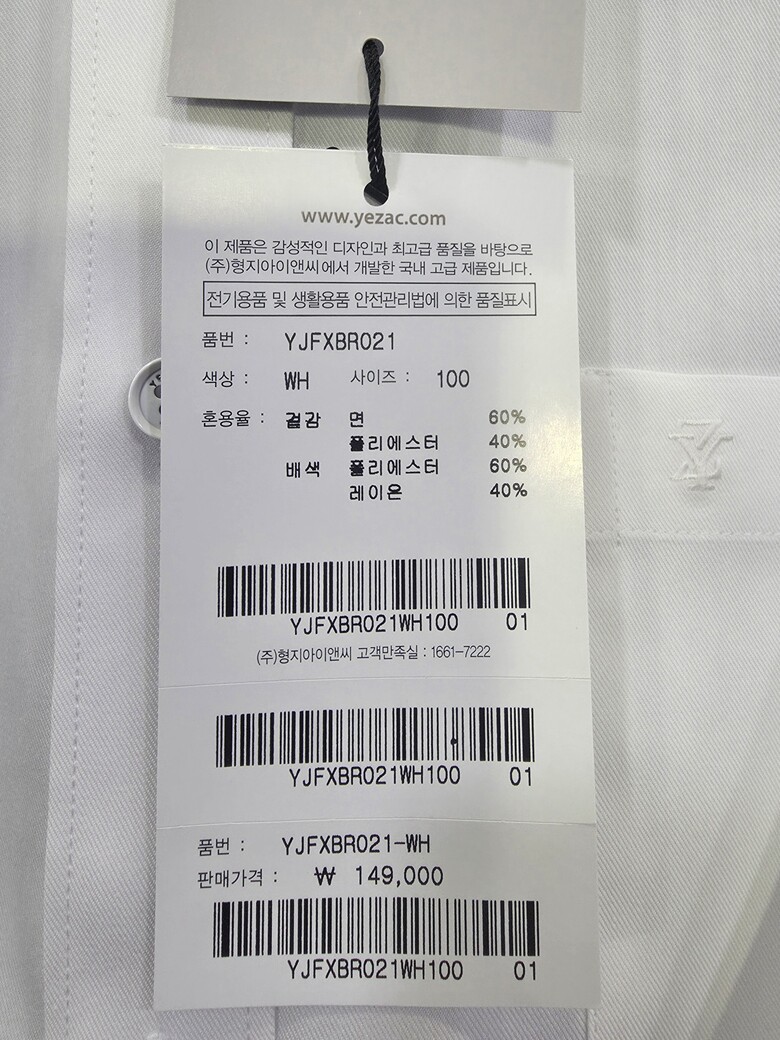 www.yezac.com
이 제품은 감성적인 디자인과 최고급 품질을 바탕으로
(주)형지아이앤씨에서 개발한 국내 고급 제품입니다.
전기용품 및 생활용품 안전관리법에 의한 품질표시
품번 : YJFXBR021
색상 : WH 사이즈 : 100
혼용율 : 겉감 면 60%
폴리에스터 40%
배색 폴리에스터 60%
레이온 40%
YJFXBR021WH100 01
(주)형지아이앤씨 고객만족실 : 1661-7222
YJFXBR021WH100 01
품번 : YJFXBR021-WH
판매가격 : ₩ 149,000
YJFXBR021WH100 01